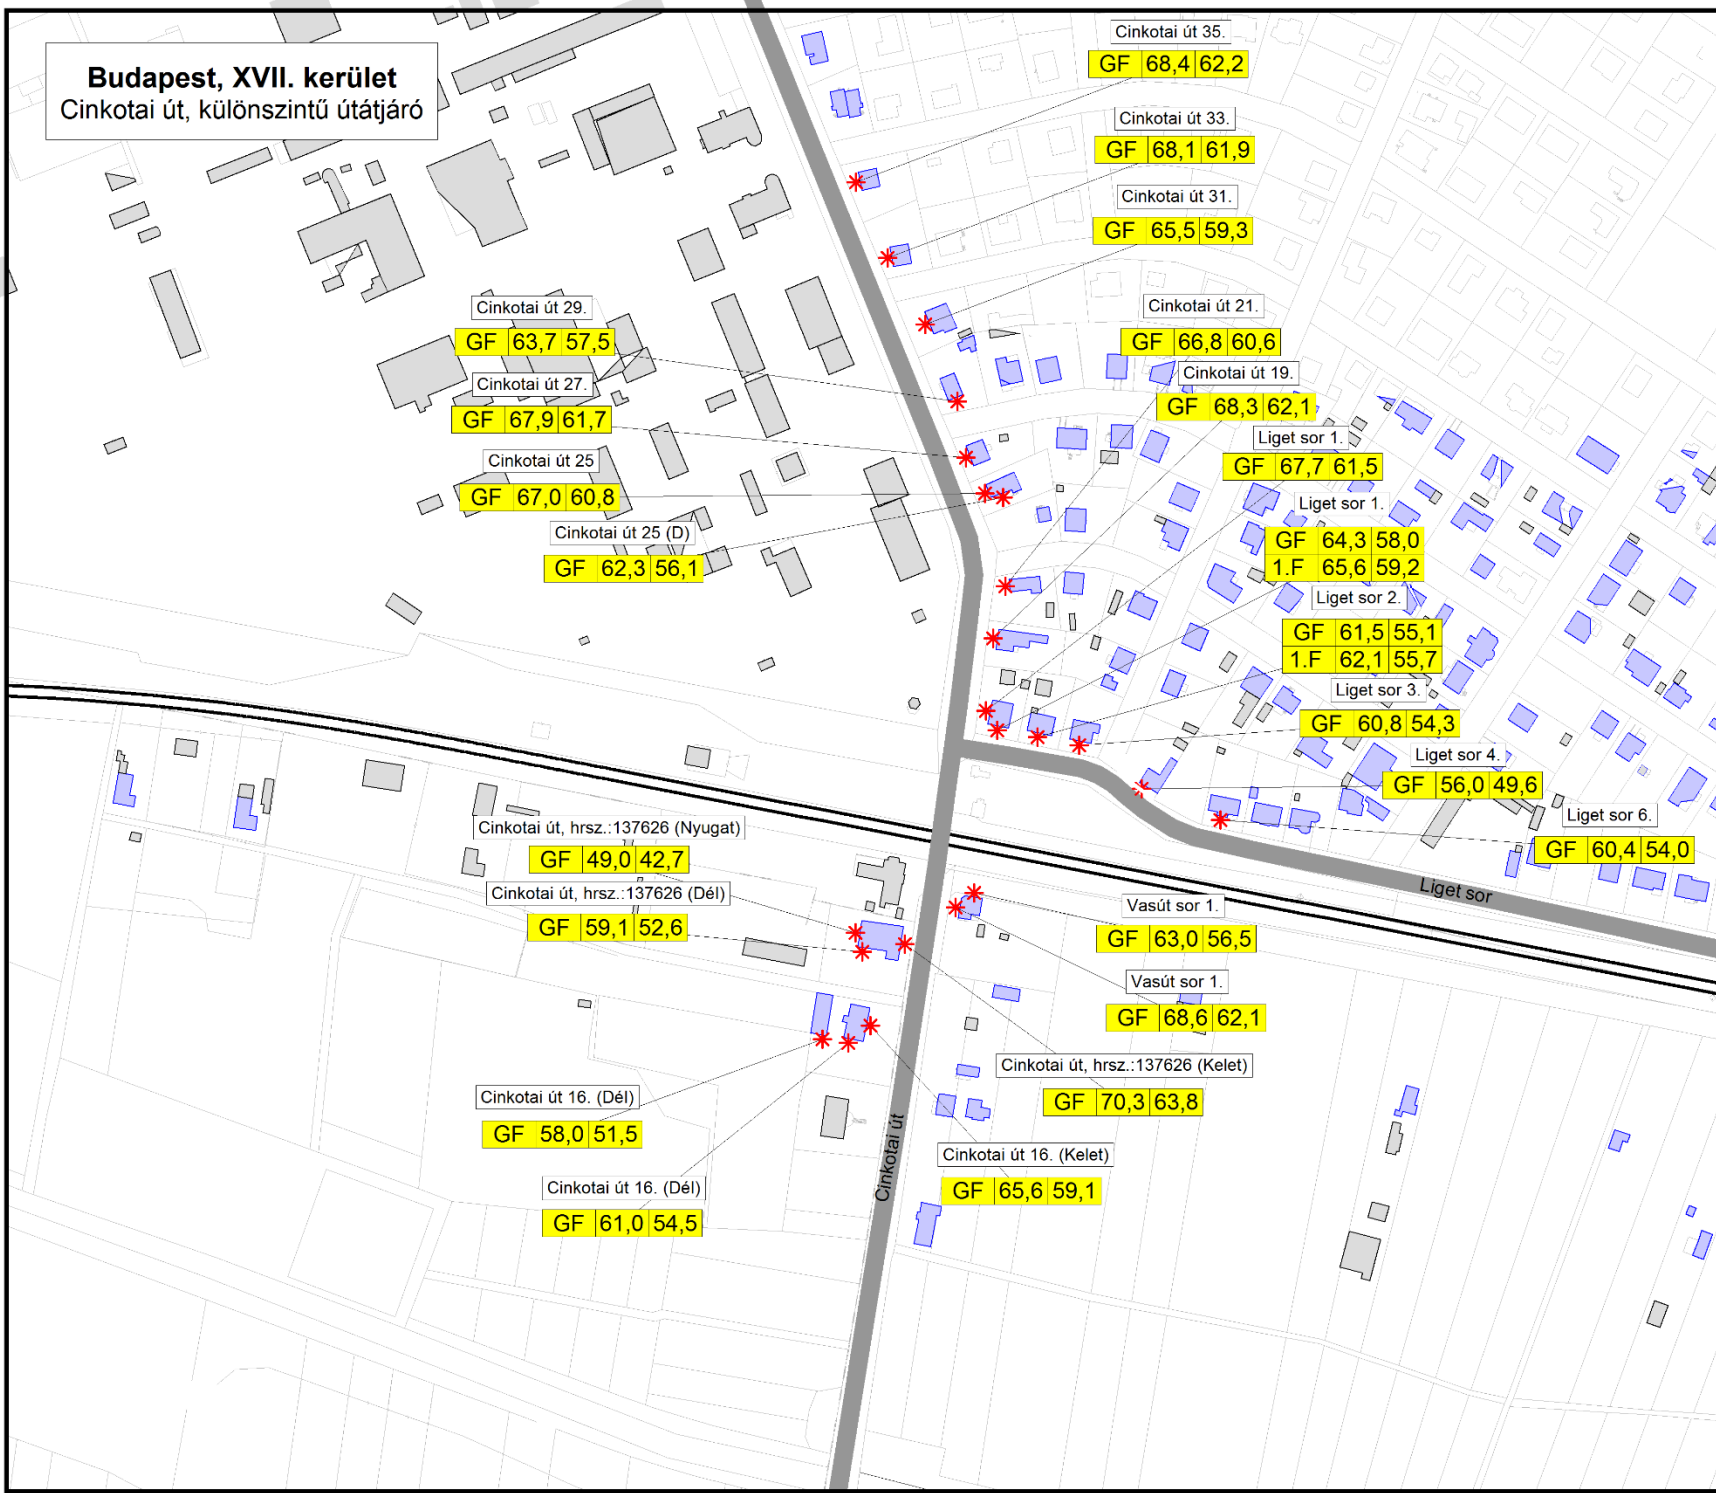 Budapest, XVII. kerület
Cinkotai út, különszintű útátjáró
Cinkotai út 35.
GF 68,4 62,2
Cinkotai út 33.
GF 68,1 61,9
Cinkotai út 31.
GF 65,5 59,3
Cinkotai út 29.
GF 63,7 57,5
Cinkotai út 21.
GF 66,8 60,6
Cinkotai út 27.
GF 67,9 61,7
Cinkotai út 19.
GF 68,3 62,1
Cinkotai út 25
GF 67,0 60,8
Liget sor 1.
GF 67,7 61,5
Cinkotai út 25 (D)
GF 62,3 56,1
Liget sor 1.
GF 64,3 58,0
1.F 65,6 59,2
Liget sor 2.
GF 61,5 55,1
1.F 62,1 55,7
Liget sor 3.
GF 60,8 54,3
Liget sor 4.
GF 56,0 49,6
Liget sor 6.
GF 60,4 54,0
Cinkotai út, hrsz.:137626 (Nyugat)
GF 49,0 42,7
Cinkotai út, hrsz.:137626 (Dél)
GF 59,1 52,6
Liget sor
Vasút sor 1.
GF 63,0 56,5
Vasút sor 1.
GF 68,6 62,1
Cinkotai út, hrsz.:137626 (Kelet)
GF 70,3 63,8
Cinkotai út 16. (Dél)
GF 58,0 51,5
Cinkotai út
Cinkotai út 16. (Kelet)
GF 65,6 59,1
Cinkotai út 16. (Dél)
GF 61,0 54,5